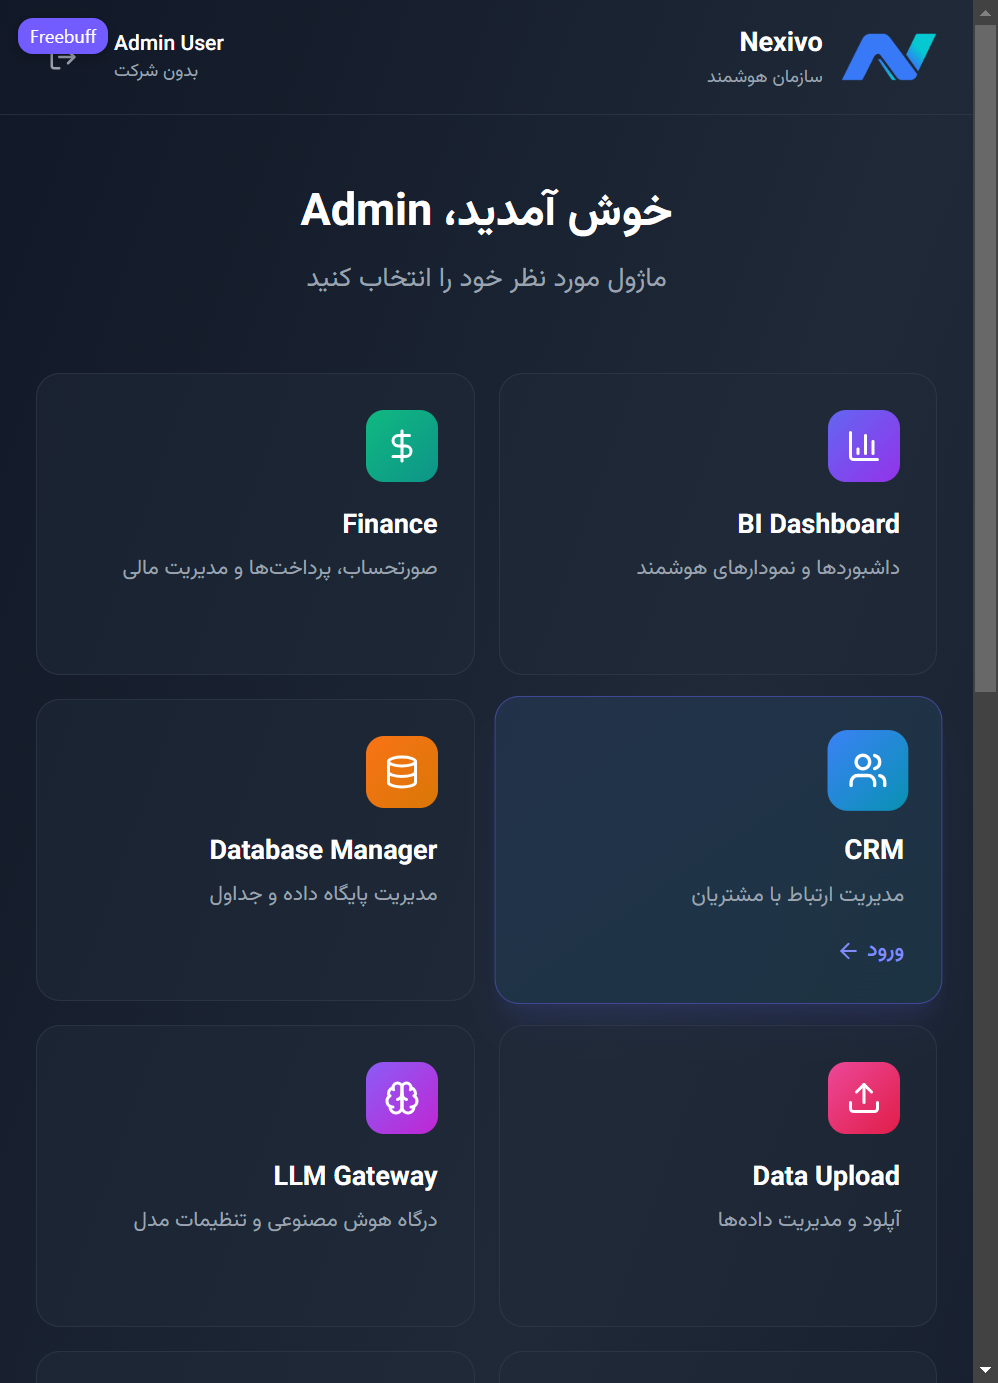 Nexivo
سازمان هوشمند
Freebuff
Admin User
بدون شرکت
خوش آمدید، Admin
ماژول مورد نظر خود را انتخاب کنید
BI Dashboard
داشبوردها و نمودارهای هوشمند
Finance
صورتحساب، پرداخت‌ها و مدیریت مالی
CRM
مدیریت ارتباط با مشتریان
ورود ←
Database Manager
مدیریت پایگاه داده و جداول
Data Upload
آپلود و مدیریت داده‌ها
LLM Gateway
درگاه هوش مصنوعی و تنظیمات مدل